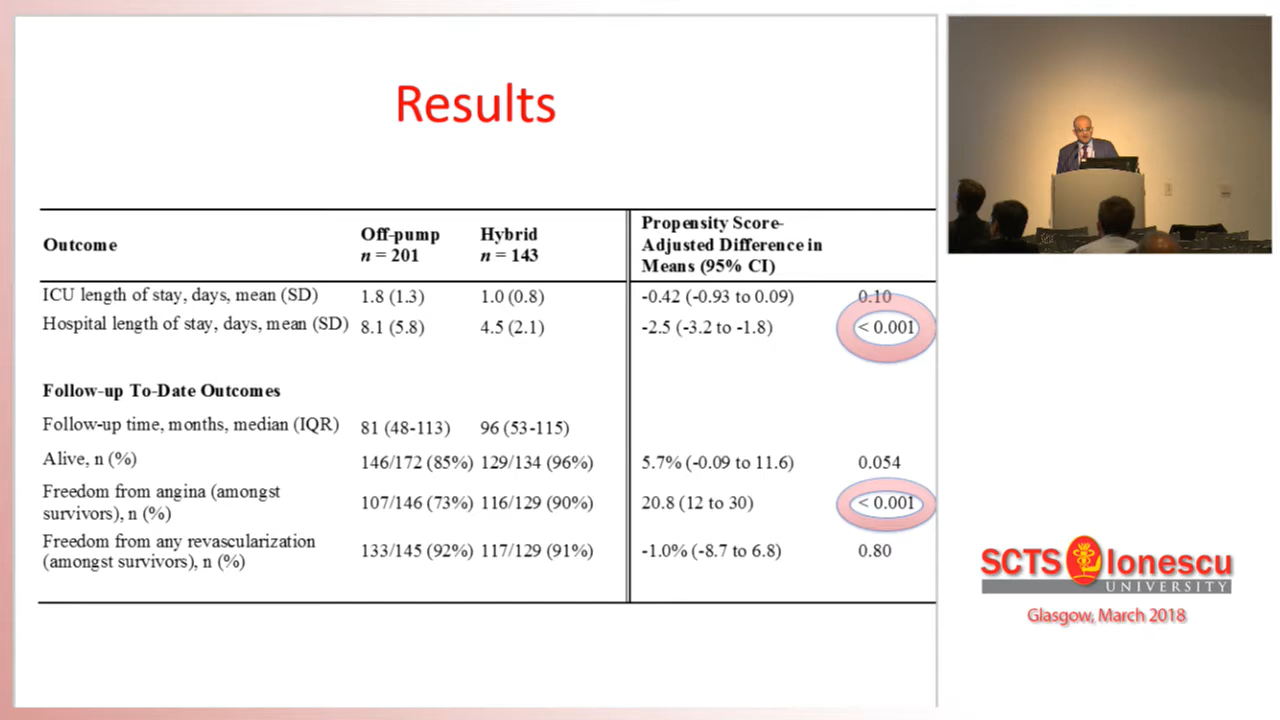 Results
Outcome
Off-pump
n = 201
Hybrid
n = 143
Propensity Score-
Adjusted Difference in
Means (95% CI)
ICU length of stay, days, mean (SD) 1.8 (1.3) 1.0 (0.8) -0.42 (-0.93 to 0.09) 0.10
Hospital length of stay, days, mean (SD) 8.1 (5.8) 4.5 (2.1) -2.5 (-3.2 to -1.8) < 0.001
Follow-up To-Date Outcomes
Follow-up time, months, median (IQR) 81 (48-113) 96 (53-115)
Alive, n (%) 146/172 (85%) 129/134 (96%) 5.7% (-0.09 to 11.6) 0.054
Freedom from angina (amongst
survivors), n (%) 107/146 (73%) 116/129 (90%) 20.8 (12 to 30) < 0.001
Freedom from any revascularization
(amongst survivors), n (%) 133/145 (92%) 117/129 (91%) -1.0% (-8.7 to 6.8) 0.80
SCTS Ionescu
UNIVERSITY
Glasgow, March 2018